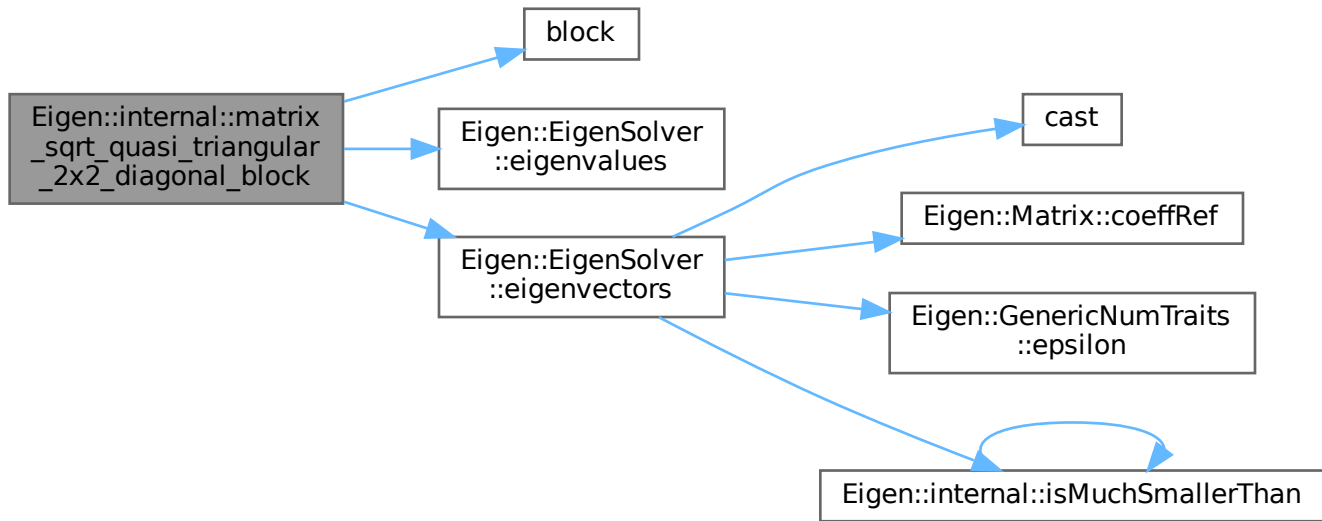 Eigen::internal::matrix
_sqrt_quasi_triangular
_2x2_diagonal_block
block
Eigen::EigenSolver
::eigenvalues
Eigen::EigenSolver
::eigenvectors
cast
Eigen::Matrix::coeffRef
Eigen::GenericNumTraits
::epsilon
Eigen::internal::isMuchSmallerThan